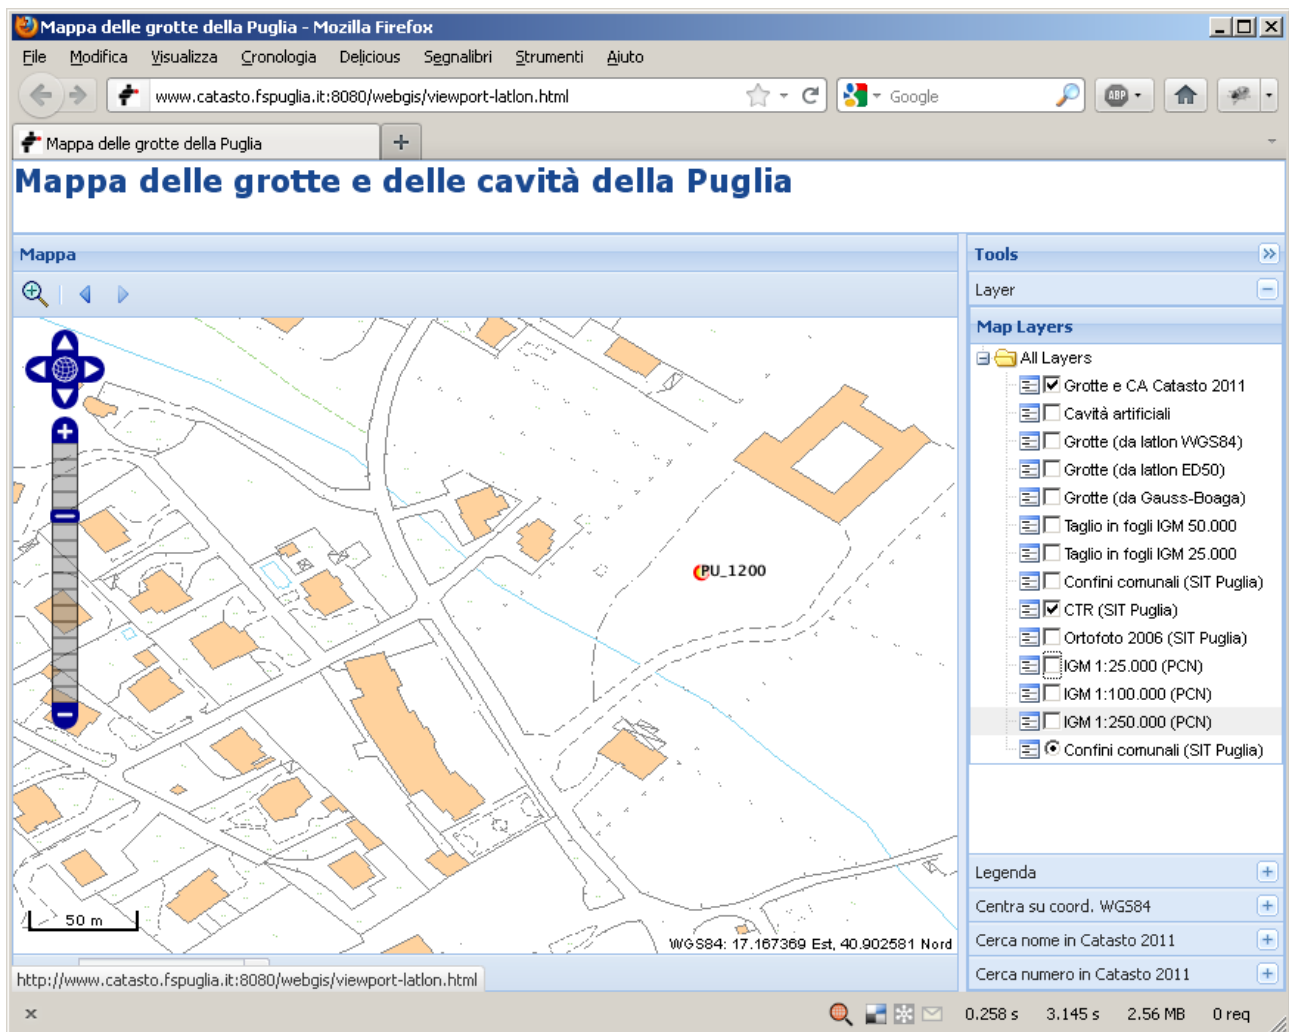 Mappa delle grotte della Puglia - Mozilla Firefox
File Modifica Visualizza Cronologia Delicious Segnalibri Strumenti Aiuto
www.catasto.fspuglia.it:8080/webgis/viewport-latlon.html
Google
ABP
Mappa delle grotte della Puglia
Mappa delle grotte e delle cavità della Puglia
Mappa
Tools
Layer
Map Layers
All Layers
Grotte e CA Catasto 2011
Cavità artificiali
Grotte (da latlon WGS84)
Grotte (da latlon ED50)
Grotte (da Gauss-Boaga)
Taglio in fogli IGM 50.000
Taglio in fogli IGM 25.000
Confini comunali (SIT Puglia)
CTR (SIT Puglia)
Ortofoto 2006 (SIT Puglia)
IGM 1:25.000 (PCN)
IGM 1:100.000 (PCN)
IGM 1:250.000 (PCN)
Confini comunali (SIT Puglia)
PU_1200
50 m
WGS84: 17.167369 Est, 40.902581 Nord
Legenda
Centra su coord. WGS84
Cerca nome in Catasto 2011
Cerca numero in Catasto 2011
http://www.catasto.fspuglia.it:8080/webgis/viewport-latlon.html
0.258 s 3.145 s 2.56 MB 0 req